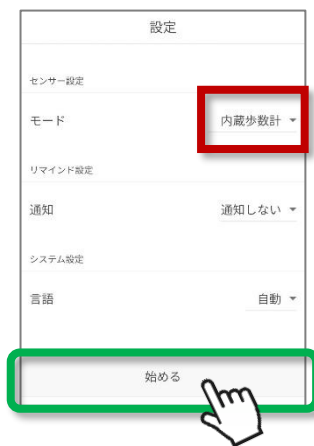 設定
センサー設定
モード 内蔵歩数計
リマインド設定
通知 通知しない
システム設定
言語 自動
始める